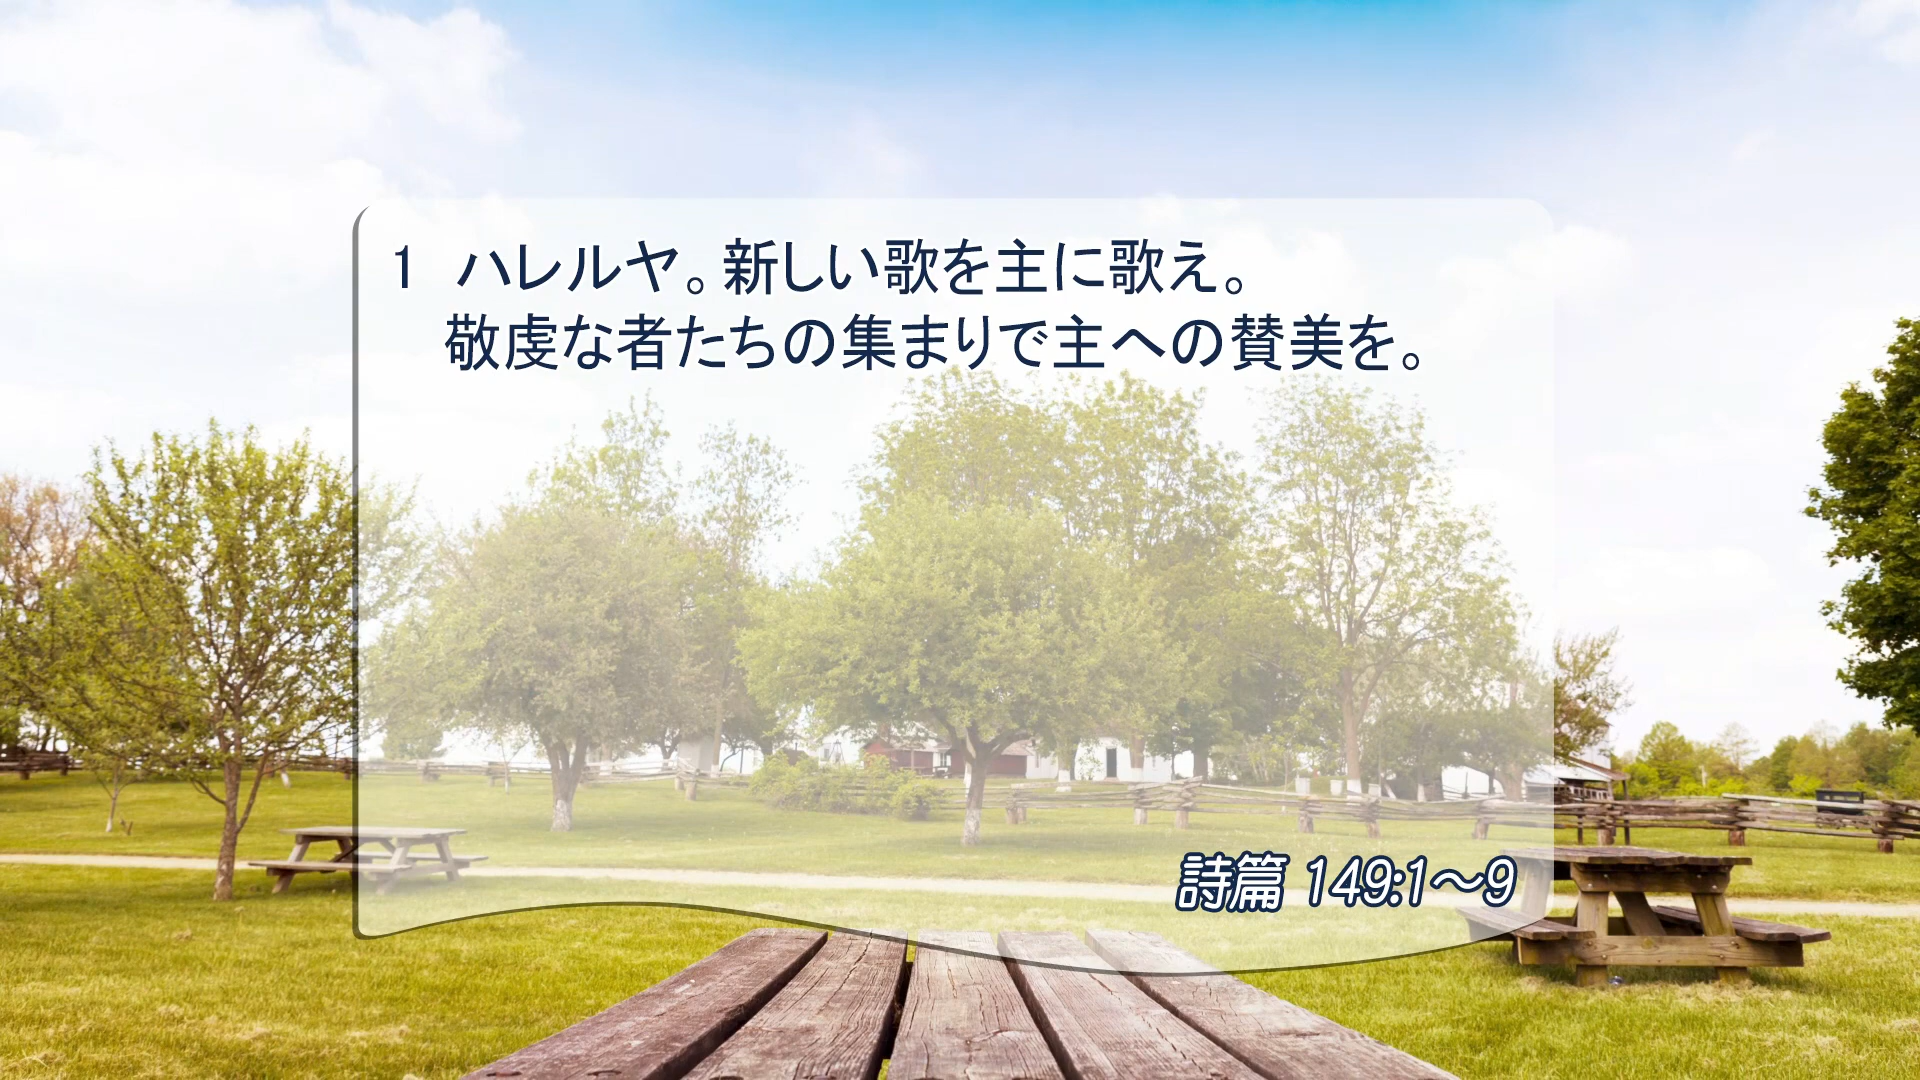 1　ハレルヤ。新しい歌を主に歌え。
敬虔な者たちの集まりで主への賛美を。
詩篇 149:1～9